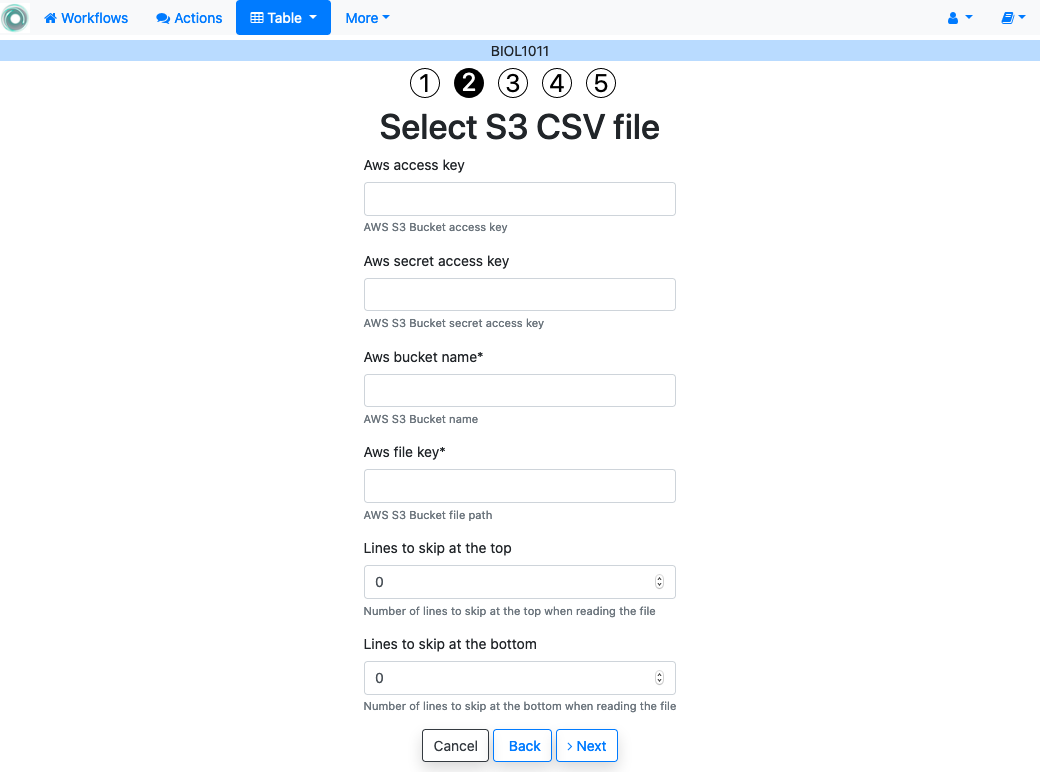 Workflows Actions Table More
BIOL1011
1 2 3 4 5
Select S3 CSV file
Aws access key
AWS S3 Bucket access key
Aws secret access key
AWS S3 Bucket secret access key
Aws bucket name*
AWS S3 Bucket name
Aws file key*
AWS S3 Bucket file path
Lines to skip at the top
0
Number of lines to skip at the top when reading the file
Lines to skip at the bottom
0
Number of lines to skip at the bottom when reading the file
Cancel Back Next